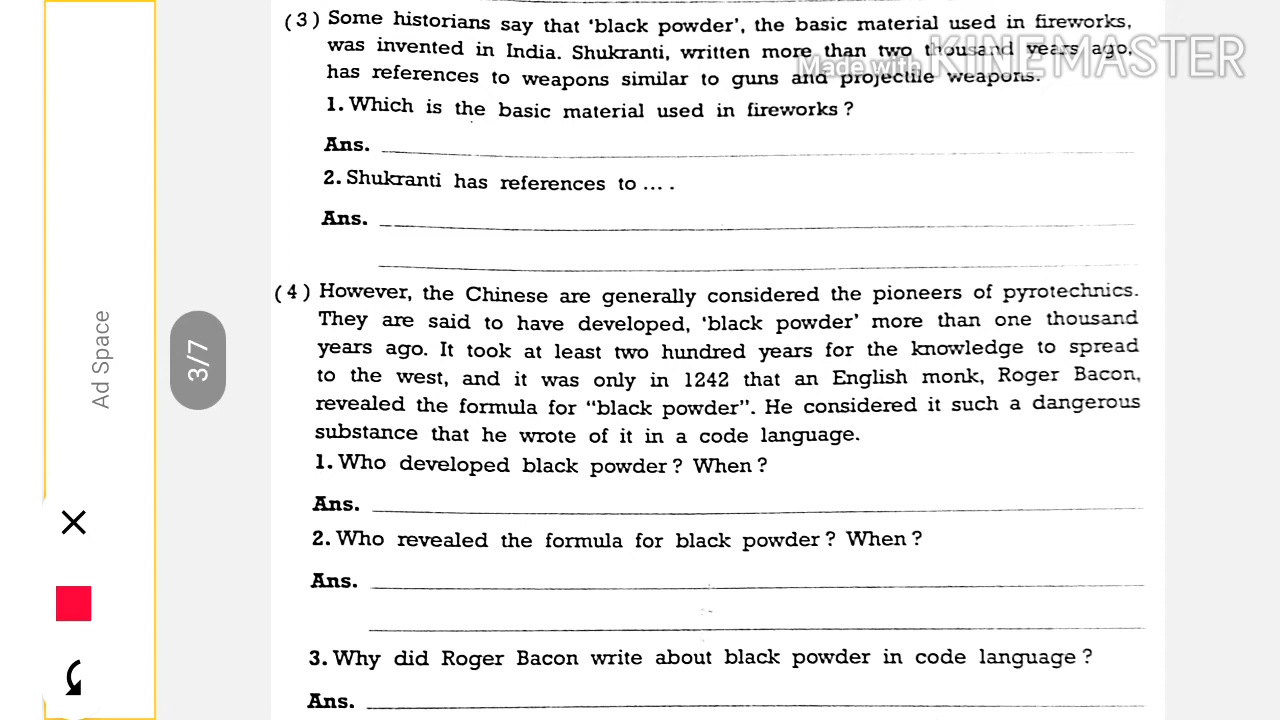 (3) Some historians say that ‘black powder’, the basic material used in fireworks,
was invented in India. Shukranti, written more than two thousand years ago,
has references to weapons similar to guns and projectile weapons.
Made with KINEMASTER
1. Which is the basic material used in fireworks ?
Ans.
2. Shukranti has references to ... .
Ans.
(4) However, the Chinese are generally considered the pioneers of pyrotechnics.
They are said to have developed, ‘black powder’ more than one thousand
years ago. It took at least two hundred years for the knowledge to spread
to the west, and it was only in 1242 that an English monk, Roger Bacon,
revealed the formula for “black powder”. He considered it such a dangerous
substance that he wrote of it in a code language.
1. Who developed black powder ? When ?
Ans.
2. Who revealed the formula for black powder ? When ?
Ans.
3. Why did Roger Bacon write about black powder in code language ?
Ans.
Ad Space
3/7